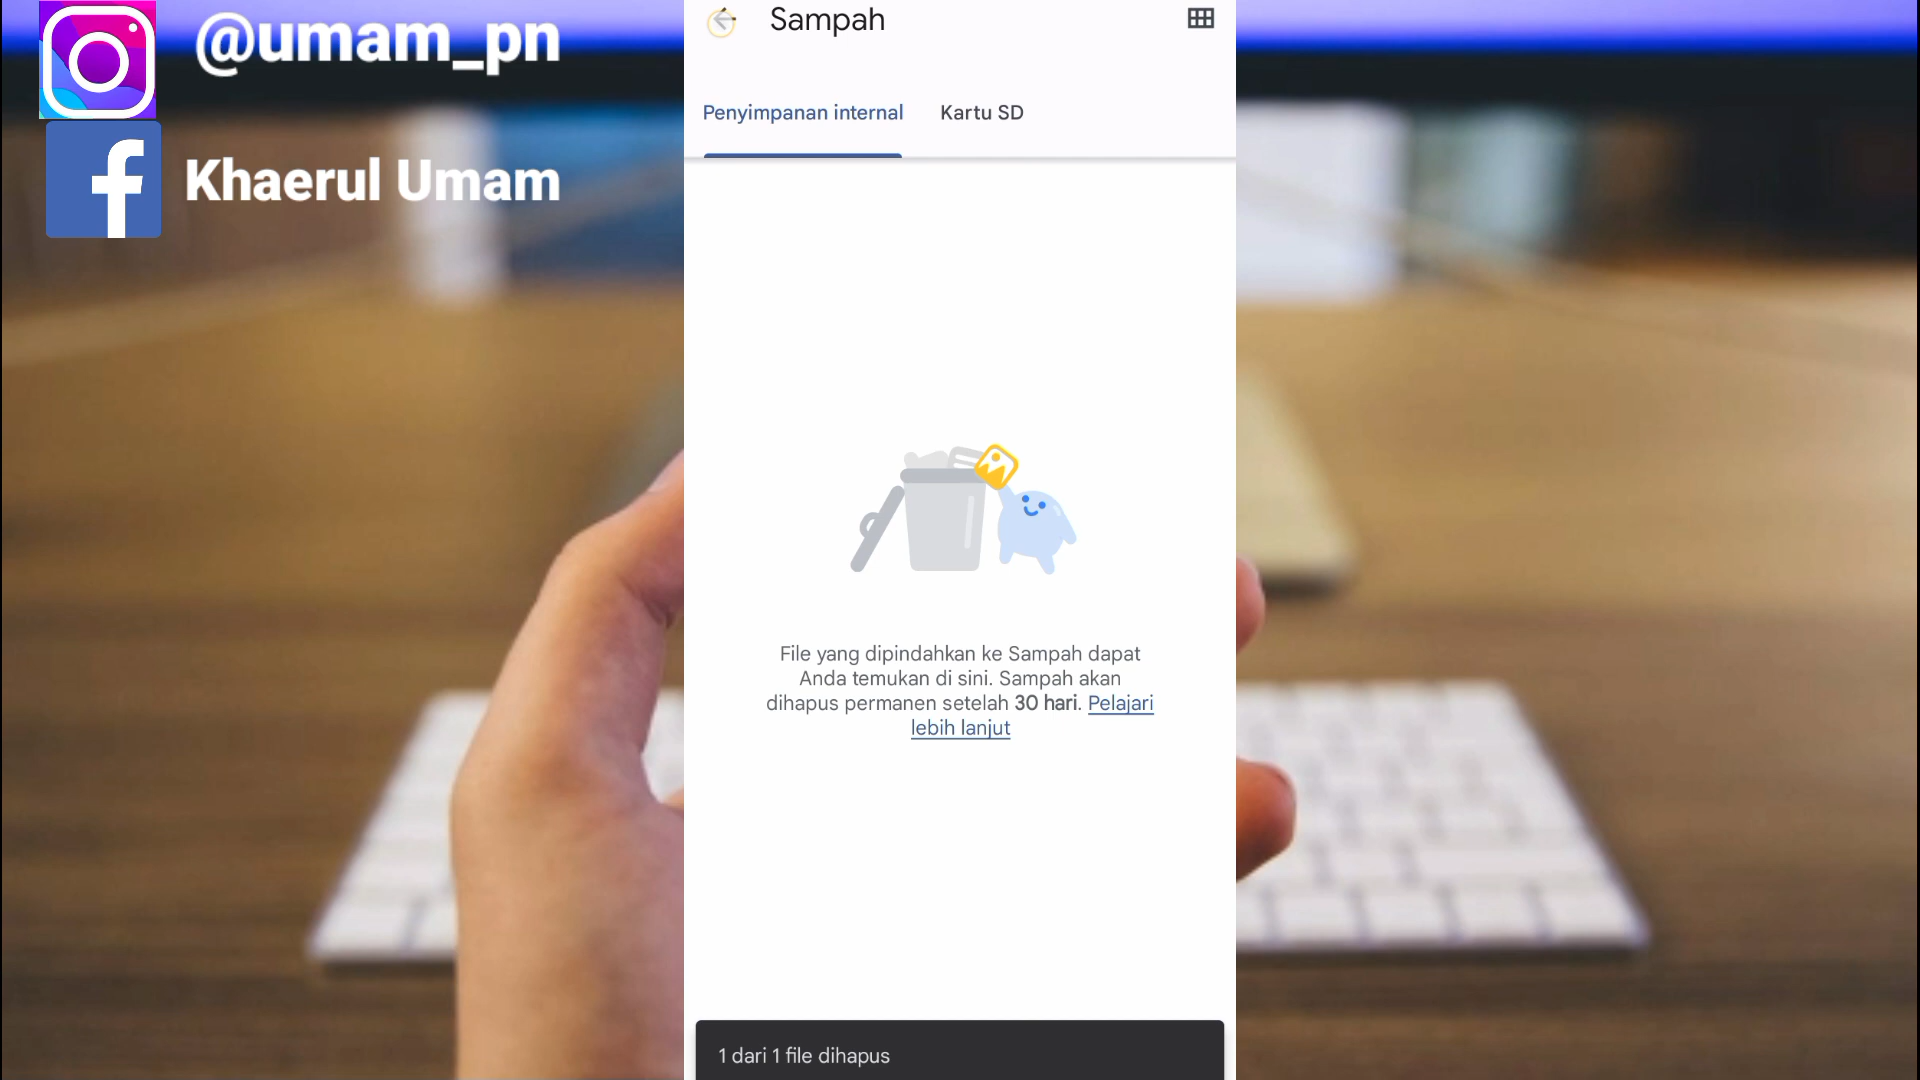 @umam_pn
Khaerul Umam
Sampah
Penyimpanan internal
Kartu SD
File yang dipindahkan ke Sampah dapat
Anda temukan di sini. Sampah akan
dihapus permanen setelah 30 hari. Pelajari
lebih lanjut
1 dari 1 file dihapus